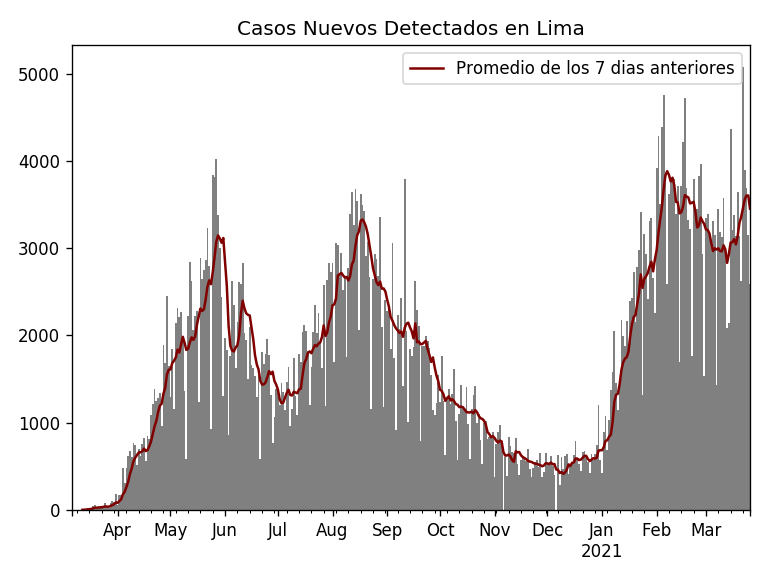 Casos Nuevos Detectados en Lima
Promedio de los 7 dias anteriores
5000
4000
3000
2000
1000
0
Apr May Jun Jul Aug Sep Oct Nov Dec Jan Feb Mar
2021